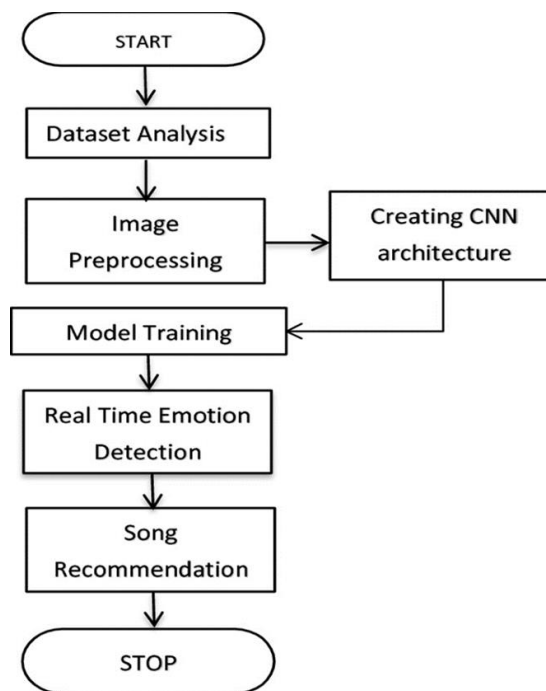 START
Dataset Analysis
Image
Preprocessing
Creating CNN
architecture
Model Training
Real Time Emotion
Detection
Song
Recommendation
STOP